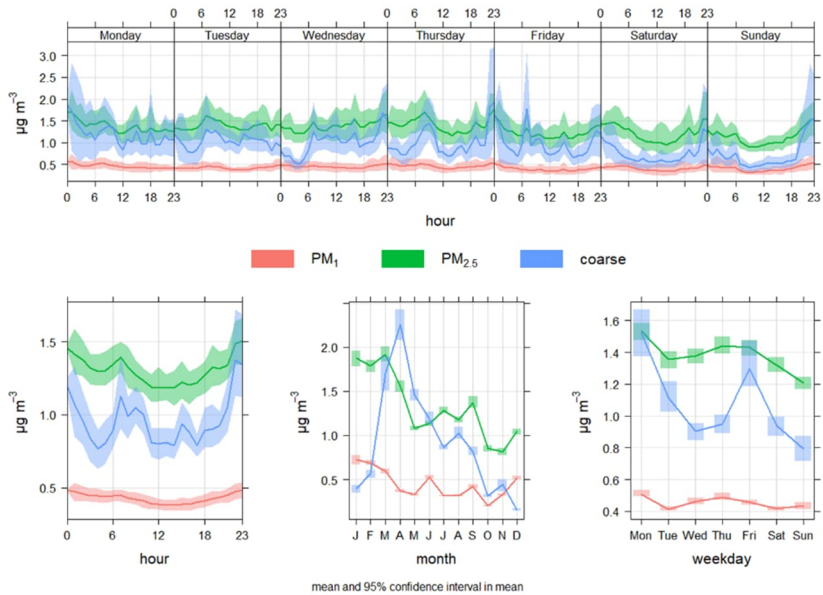 0 6 12 18 23 0 6 12 18 23 0 6 12 18 23
Monday Tuesday Wednesday Thursday Friday Saturday Sunday
3.0
2.5
2.0
1.5
1.0
0.5
μg m⁻³
0 6 12 18 23 0 6 12 18 23 0 6 12 18 23 0 6 12 18 23
hour
PM₁ PM₂.₅ coarse
1.5
1.0
0.5
μg m⁻³
0 6 12 18 23
hour
2.0
1.5
1.0
0.5
μg m⁻³
J F M A M J J A S O N D
month
1.6
1.4
1.2
1.0
0.8
0.6
0.4
μg m⁻³
Mon Tue Wed Thu Fri Sat Sun
weekday
mean and 95% confidence interval in mean